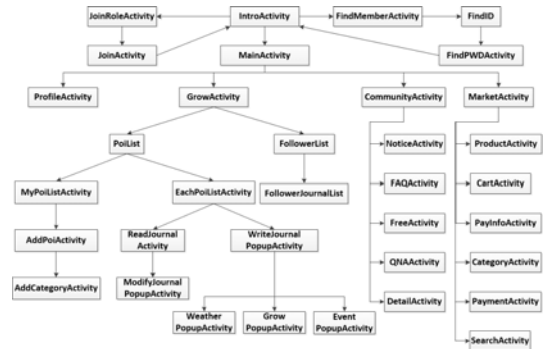 JoinRoleActivity
IntroActivity
FindMemberActivity
FindID
JoinActivity
MainActivity
FindPWDActivity
ProfileActivity
GrowActivity
CommunityActivity
MarketActivity
PoiList
FollowerList
NoticeActivity
ProductActivity
MyPoiListActivity
EachPoiListActivity
FollowerJournalList
FAQActivity
CartActivity
AddPoiActivity
ReadJournal
Activity
WriteJournal
PopupActivity
FreeActivity
PayInfoActivity
AddCategoryActivity
ModifyJournal
PopupActivity
QNAActivity
CategoryActivity
Weather
PopupActivity
Grow
PopupActivity
Event
PopupActivity
DetailActivity
PaymentActivity
SearchActivity